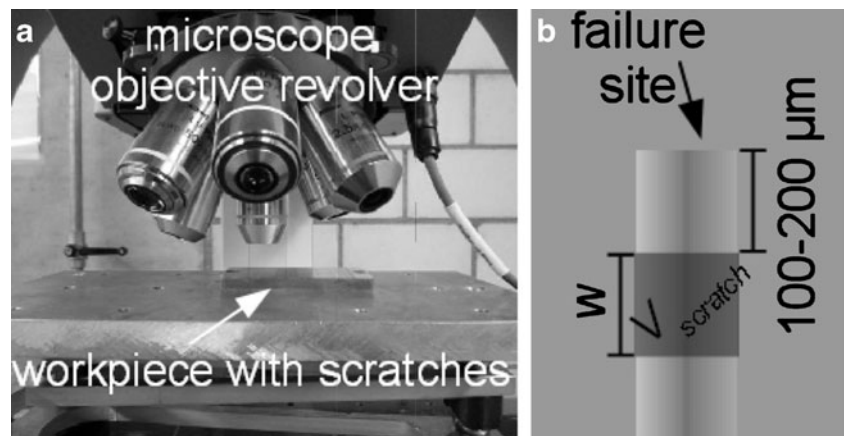 a
microscope
objective revolver
workpiece with scratches
b
failure
site
100-200 µm
w
V
scratch